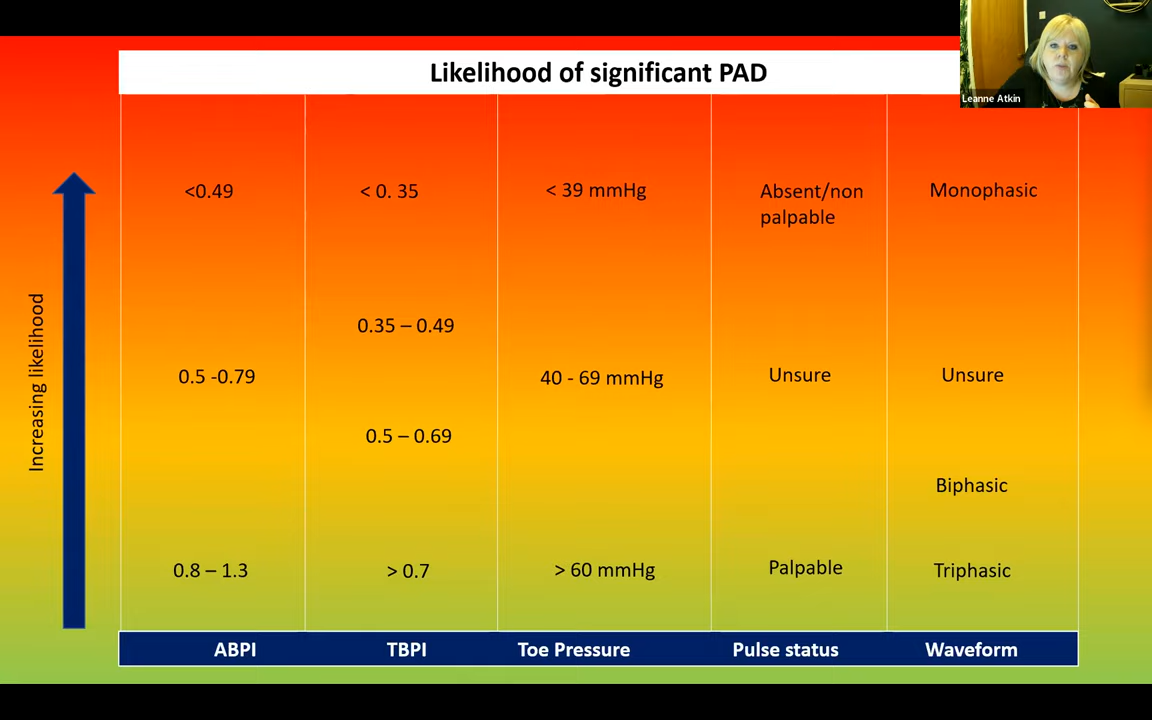 Likelihood of significant PAD
Leanne Atkin
<0.49
< 0. 35
< 39 mmHg
Absent/non
palpable
Monophasic
0.35 – 0.49
0.5 -0.79
40 - 69 mmHg
Unsure
Unsure
0.5 – 0.69
Biphasic
0.8 – 1.3
> 0.7
> 60 mmHg
Palpable
Triphasic
Increasing likelihood
ABPI
TBPI
Toe Pressure
Pulse status
Waveform